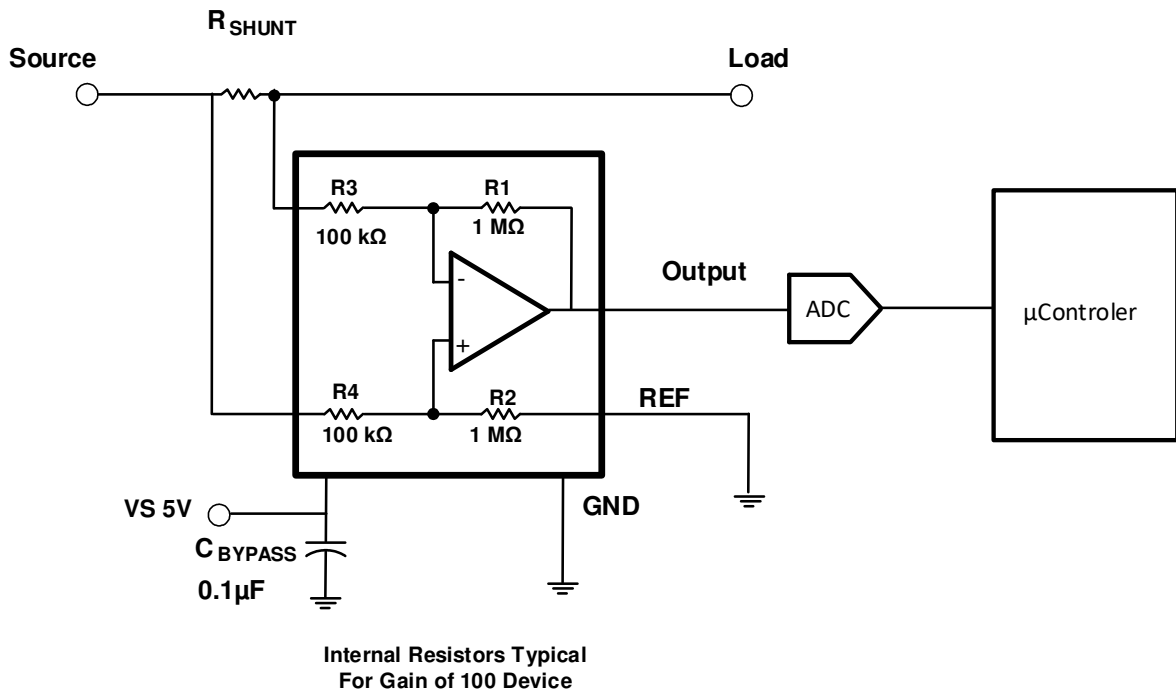 R SHUNT
Source
Load
R3
R1
100 kΩ
1 MΩ
-
Output
ADC
µControler
+
R4
R2
REF
100 kΩ
1 MΩ
VS 5V
GND
C BYPASS
0.1µF
Internal Resistors Typical
For Gain of 100 Device